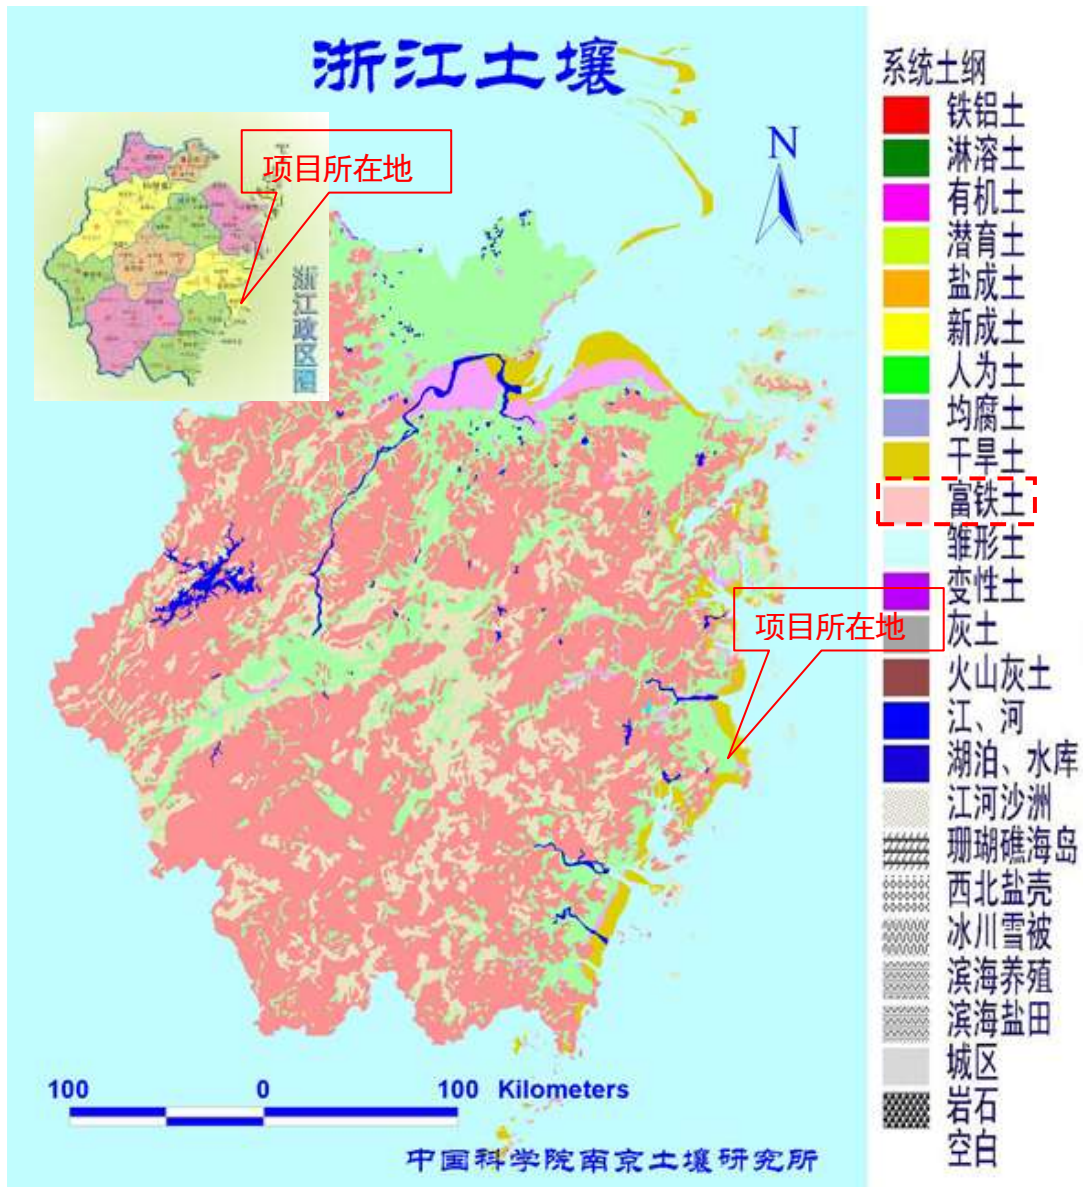 浙江土壤
项目所在地
浙江政区图
N
项目所在地
100 0 100 Kilometers
中国科学院南京土壤研究所
系统土纲
铁铝土
淋溶土
有机土
潜育土
盐成土
新成土
人为土
均腐土
干旱土
富铁土
雏形土
变性土
灰土
火山灰土
江、河
湖泊、水库
江河沙洲
珊瑚礁海岛
西北盐壳
冰川雪被
滨海养殖
滨海盐田
城区
岩石
空白